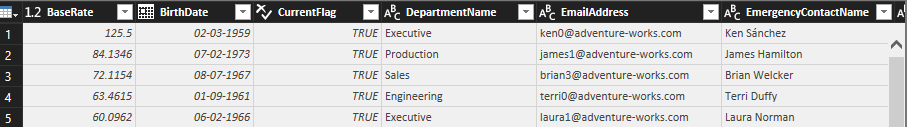 1.2 BaseRate BirthDate CurrentFlag ABC DepartmentName ABC EmailAddress ABC EmergencyContactName
1 125.5 02-03-1959 TRUE Executive ken0@adventure-works.com Ken Sánchez
2 84.1346 07-02-1973 TRUE Production james1@adventure-works.com James Hamilton
3 72.1154 08-07-1967 TRUE Sales brian3@adventure-works.com Brian Welcker
4 63.4615 01-09-1961 TRUE Engineering terri0@adventure-works.com Terri Duffy
5 60.0962 06-02-1966 TRUE Executive laura1@adventure-works.com Laura Norman